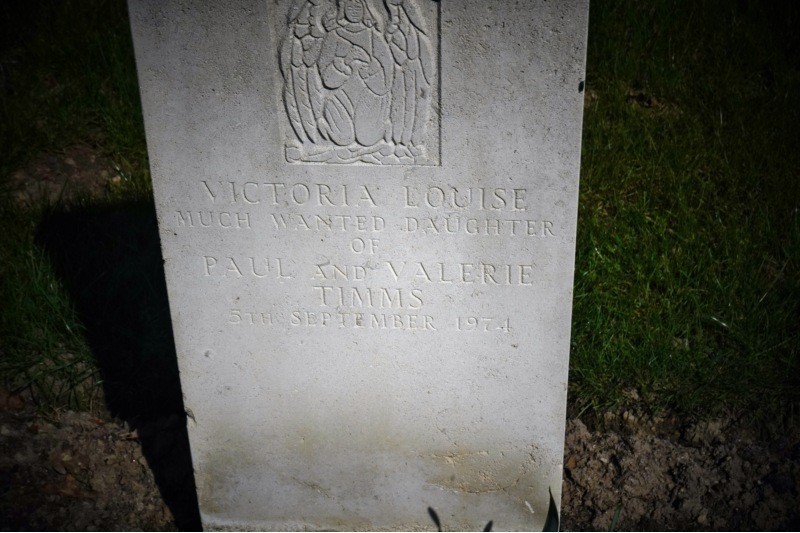 VICTORIA LOUISE
MUCH WANTED DAUGHTER
OF
PAUL AND VALERIE
TIMMS
5TH SEPTEMBER 1974